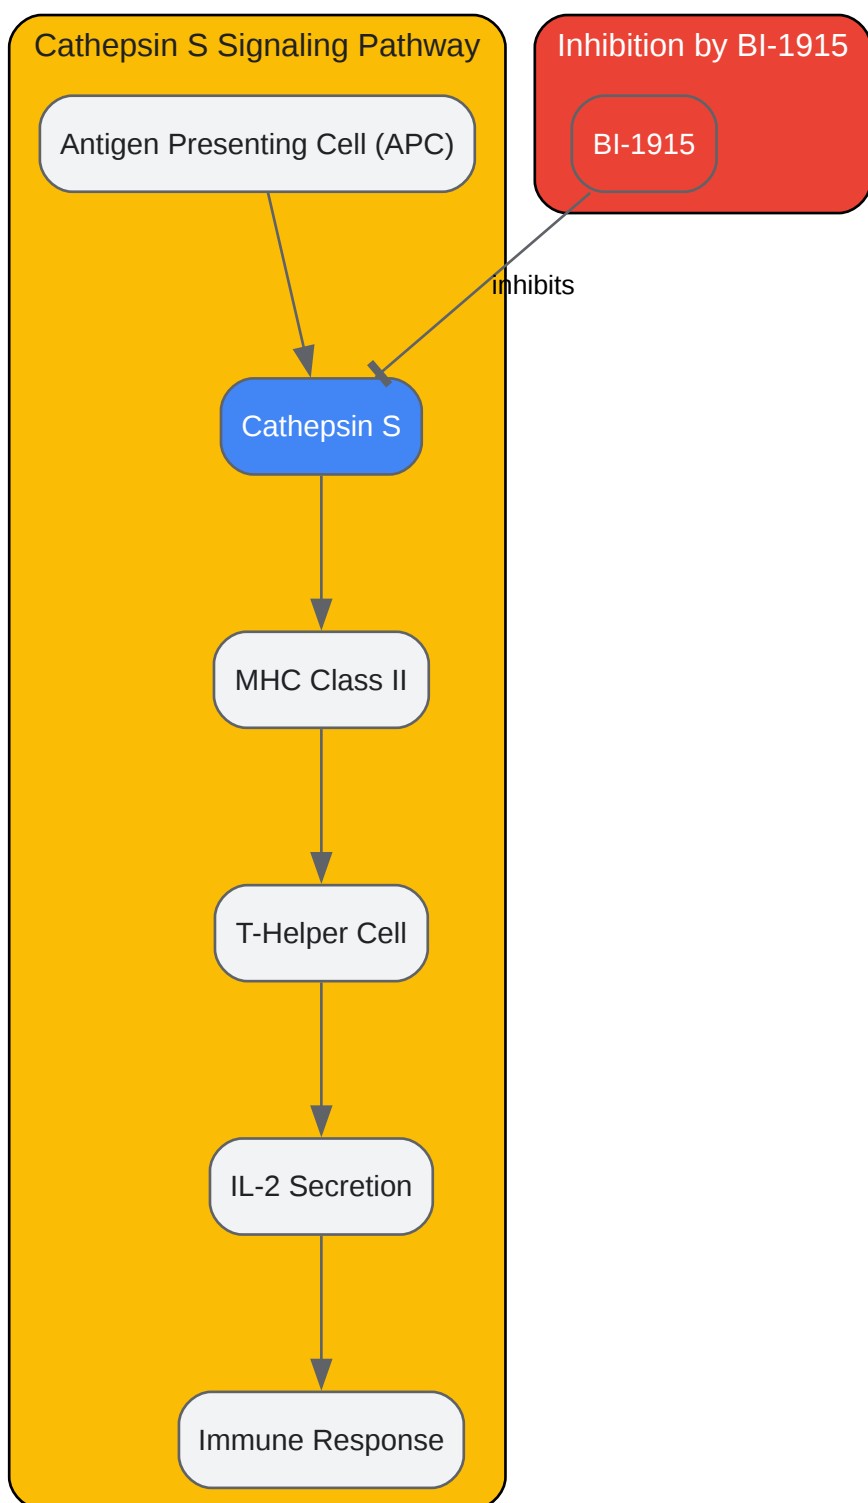 Cathepsin S Signaling Pathway
Inhibition by BI-1915
Antigen Presenting Cell (APC)
BI-1915
inhibits
Cathepsin S
MHC Class II
T-Helper Cell
IL-2 Secretion
Immune Response